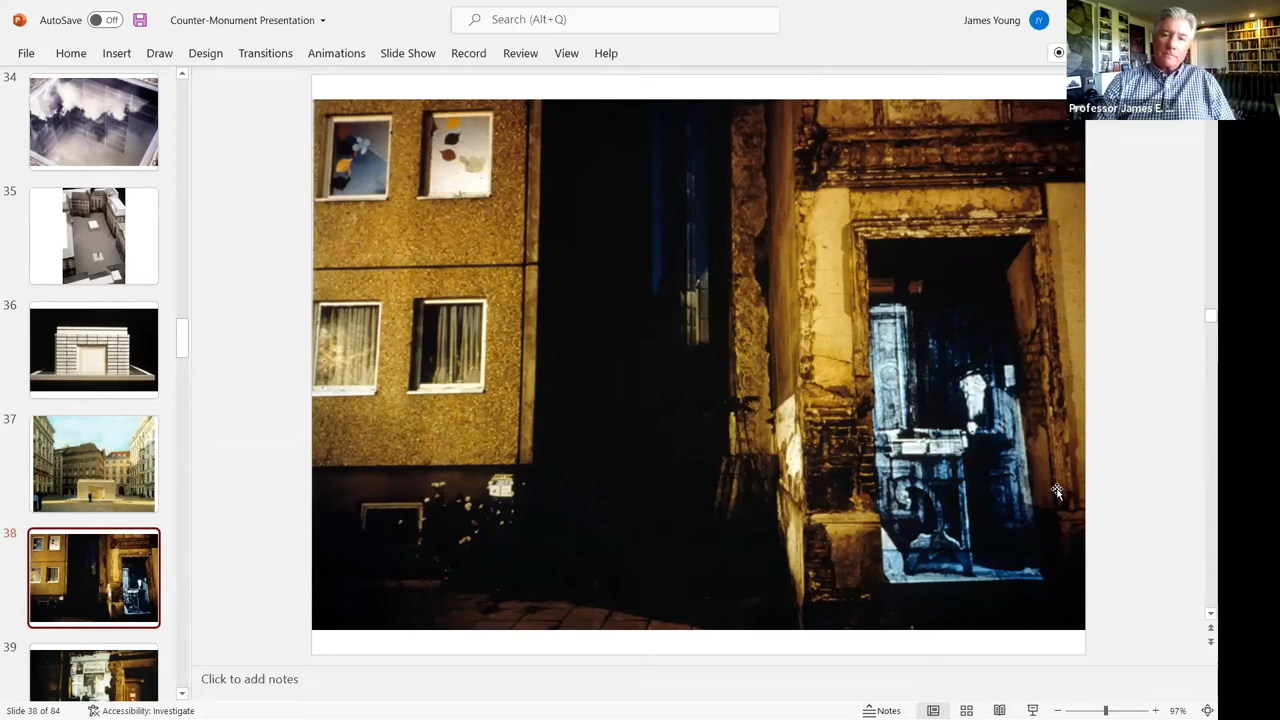 AutoSave Off Counter-Monument Presentation Search (Alt+Q) James Young JY
Professor James E. ...
File Home Insert Draw Design Transitions Animations Slide Show Record Review View Help
34
35
36
37
38
39
Click to add notes
Slide 38 of 84 Accessibility: Investigate Notes 97%